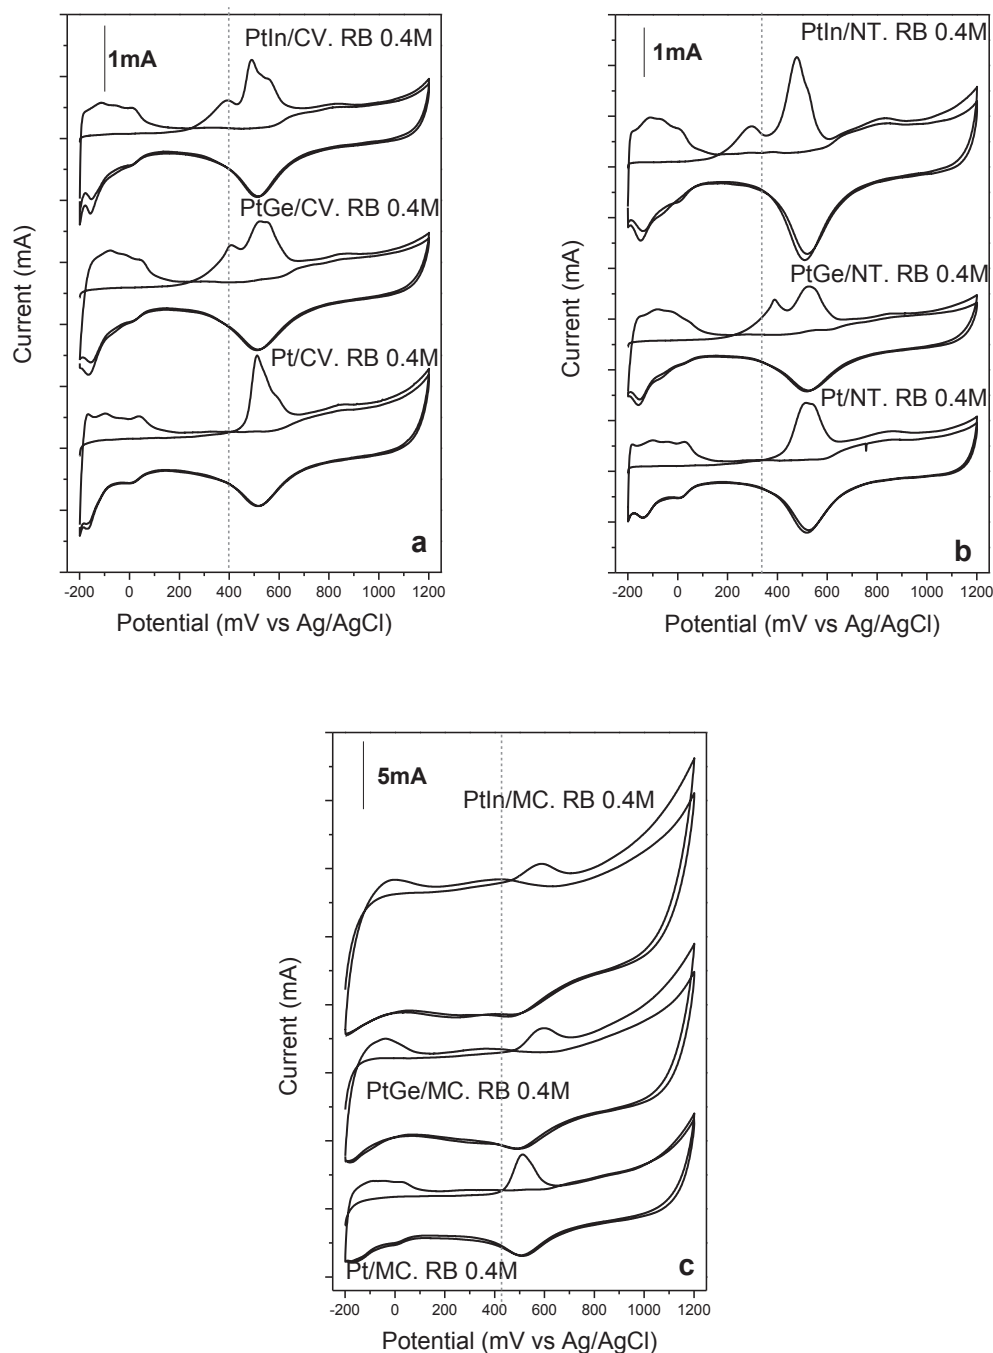 PtIn/CV. RB 0.4M
1mA
PtGe/CV. RB 0.4M
Pt/CV. RB 0.4M
a
Current (mA)
-200 0 200 400 600 800 1000 1200
Potential (mV vs Ag/AgCl)
PtIn/NT. RB 0.4M
1mA
PtGe/NT. RB 0.4M
Pt/NT. RB 0.4M
b
Current (mA)
-200 0 200 400 600 800 1000 1200
Potential (mV vs Ag/AgCl)
5mA
PtIn/MC. RB 0.4M
PtGe/MC. RB 0.4M
Pt/MC. RB 0.4M
c
Current (mA)
-200 0 200 400 600 800 1000 1200
Potential (mV vs Ag/AgCl)